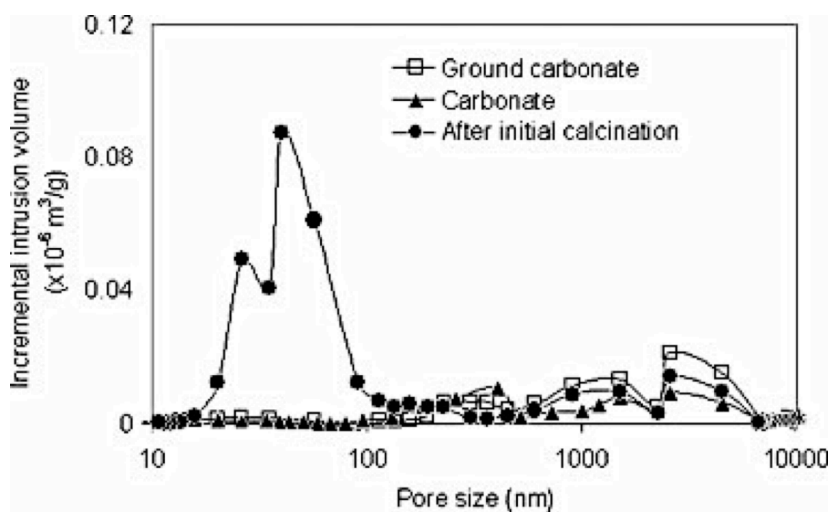 0.12
0.08
0.04
0
Incremental intrusion volume
(x10⁻⁶ m³/g)
Ground carbonate
Carbonate
After initial calcination
10 100 1000 10000
Pore size (nm)